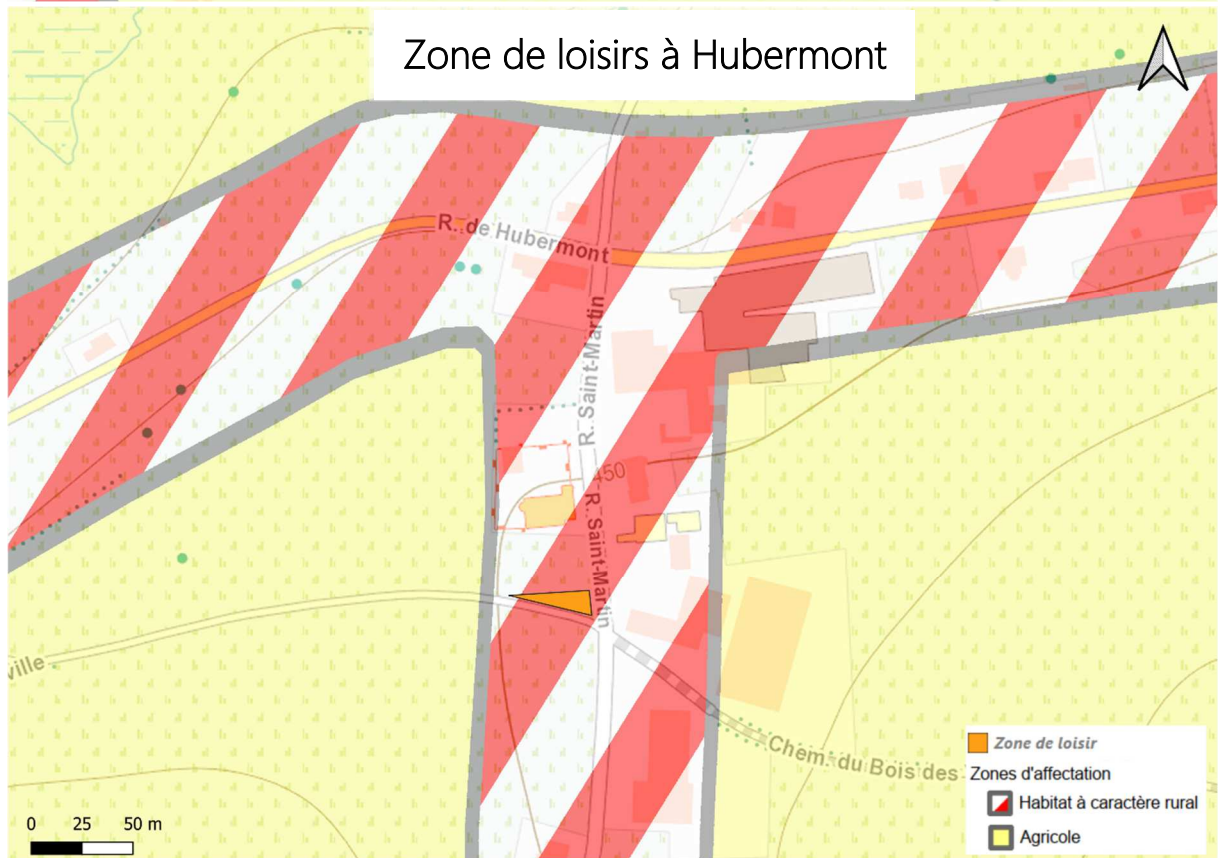 Zone de loisirs à Hubermont
R. de Hubermont
R. Saint-Martin
450
R. Saint-Martin
ville
Chem. du Bois des
Zone de loisir
Zones d'affectation
Habitat à caractère rural
Agricole
0 25 50 m